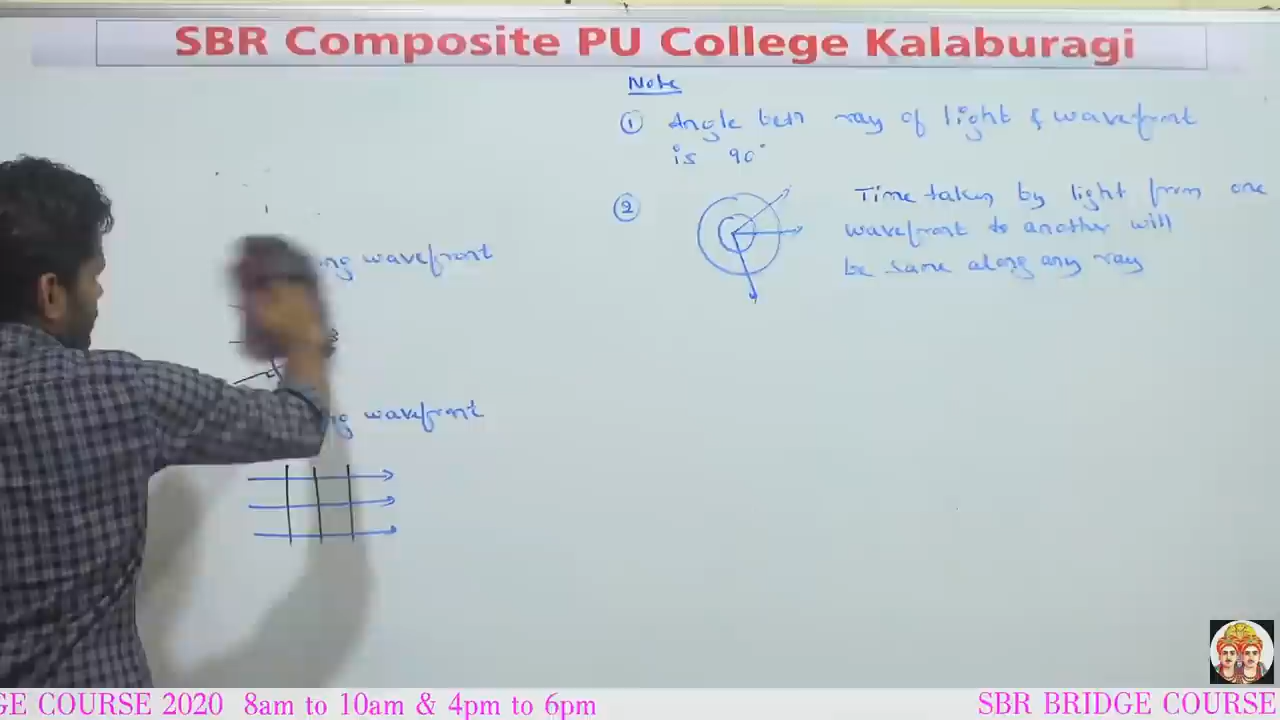 SBR Composite PU College Kalaburagi
Note
① Angle betn ray of light & wavefront
is 90°
② Time taken by light from one
wavefront to another will
be same along any ray
wavefront
wavefront
GE COURSE 2020 8am to 10am & 4pm to 6pm
SBR BRIDGE COURSE